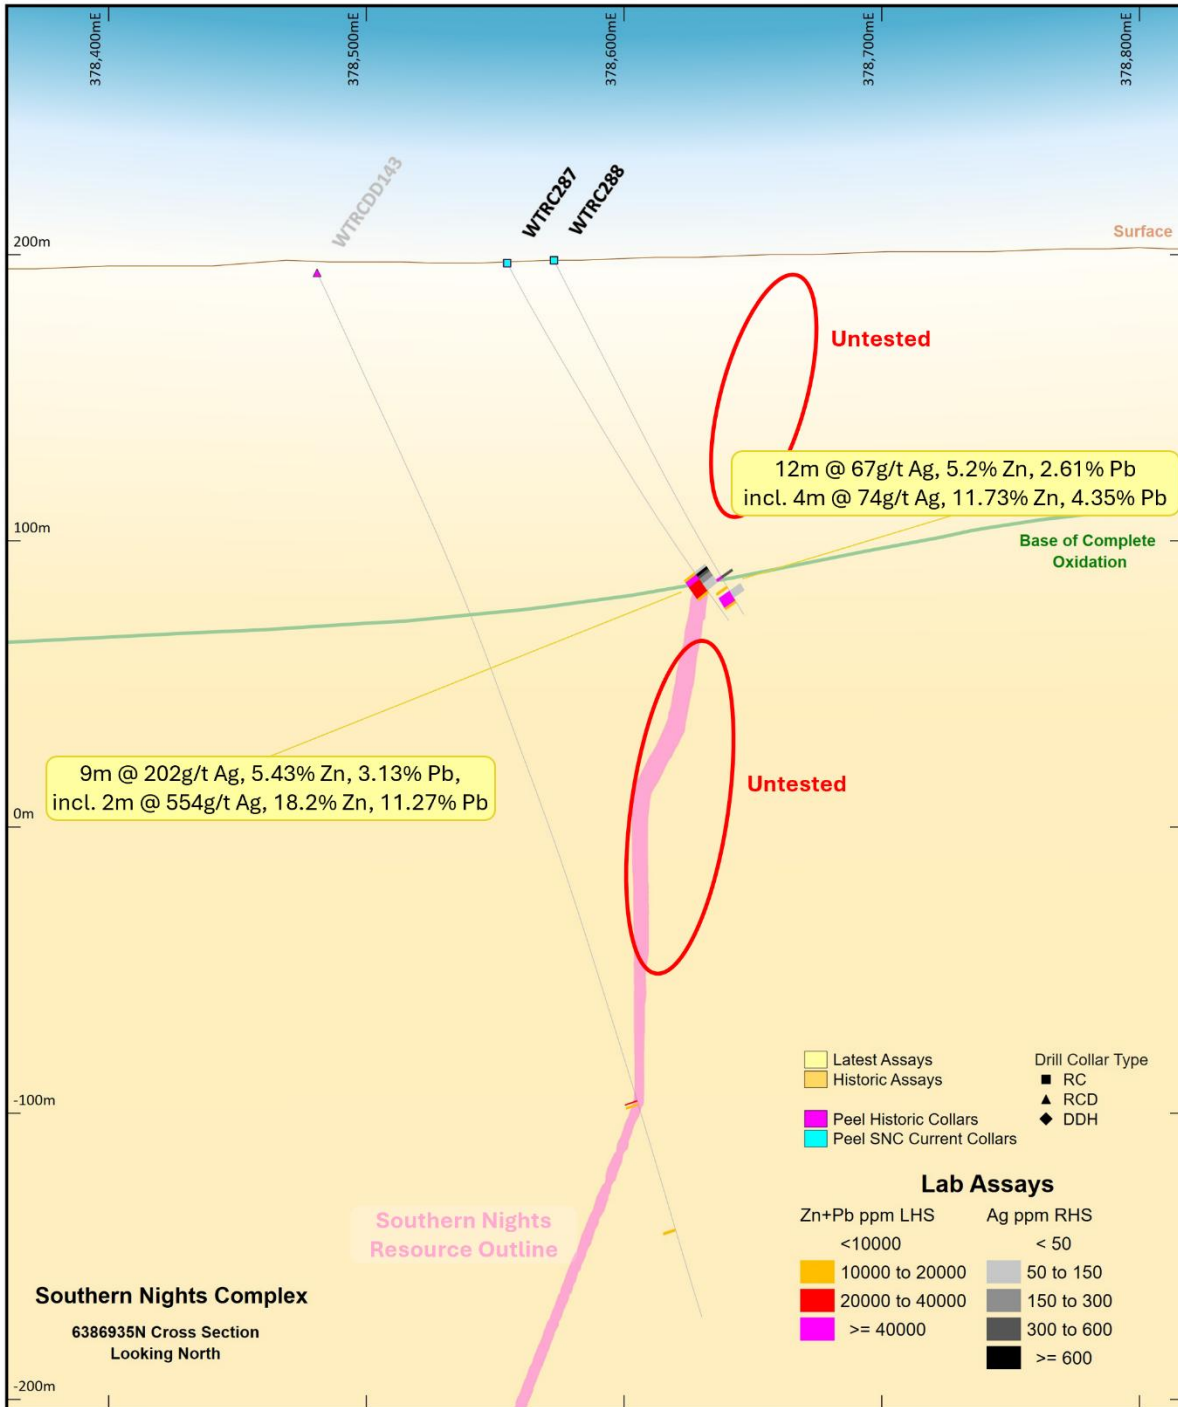 378,400mE
378,500mE
378,600mE
378,700mE
378,800mE
WTRCDD143
WTRC287
WTRC288
200m
Surface
Untested
12m @ 67g/t Ag, 5.2% Zn, 2.61% Pb
incl. 4m @ 74g/t Ag, 11.73% Zn, 4.35% Pb
100m
Base of Complete
Oxidation
9m @ 202g/t Ag, 5.43% Zn, 3.13% Pb,
incl. 2m @ 554g/t Ag, 18.2% Zn, 11.27% Pb
Untested
0m
-100m
Latest Assays
Historic Assays
Peel Historic Collars
Peel SNC Current Collars
Drill Collar Type
RC
RCD
DDH
Southern Nights
Resource Outline
Lab Assays
Zn+Pb ppm LHS
<10000
10000 to 20000
20000 to 40000
>= 40000
Ag ppm RHS
< 50
50 to 150
150 to 300
300 to 600
>= 600
Southern Nights Complex
6386935N Cross Section
Looking North
-200m